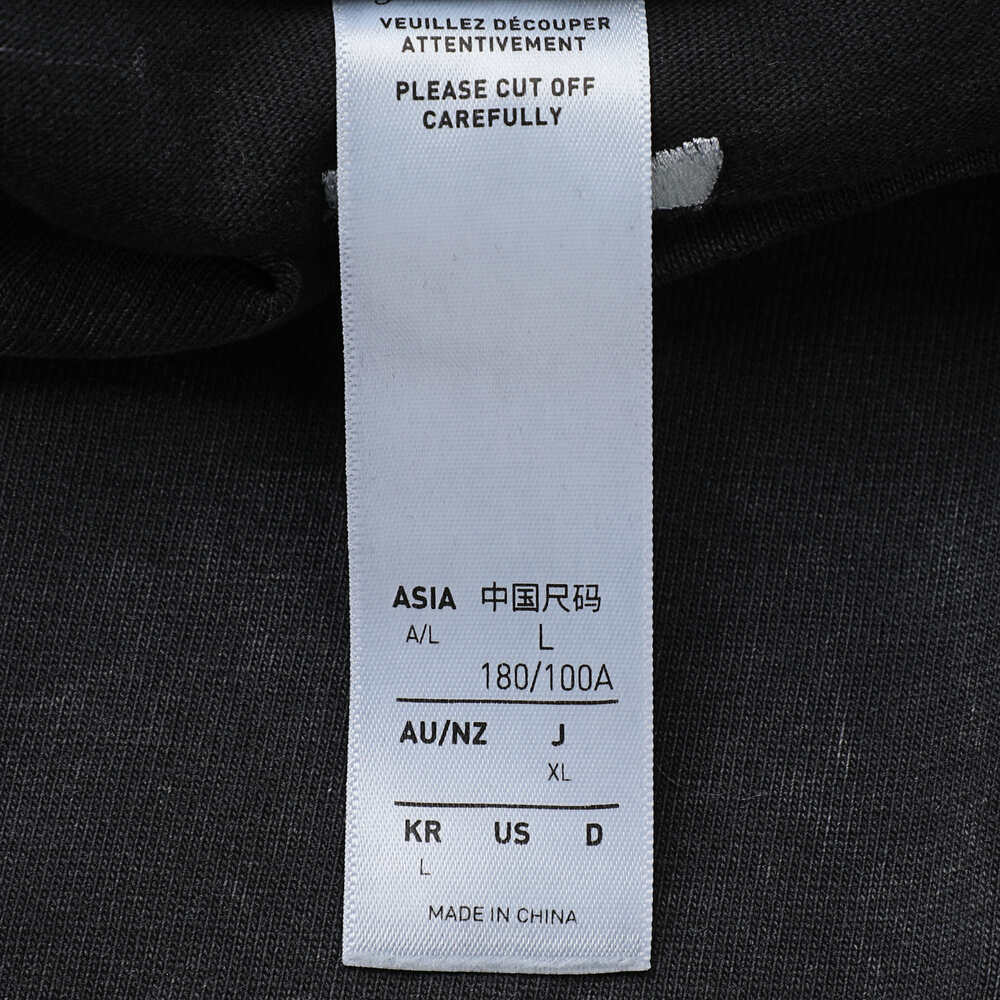 VEUILLEZ DÉCOUPER
ATTENTIVEMENT
PLEASE CUT OFF
CAREFULLY
ASIA 中国尺码
A/L L
180/100A
AU/NZ J
XL
KR US D
L
MADE IN CHINA